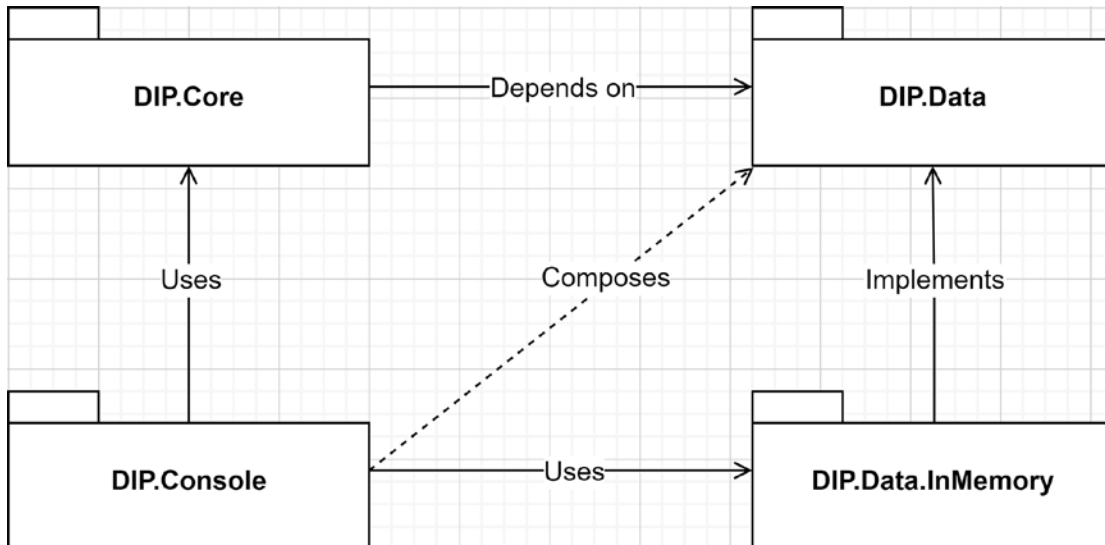 DIP.Core
Depends on
DIP.Data
Uses
Composes
Implements
DIP.Console
Uses
DIP.Data.InMemory